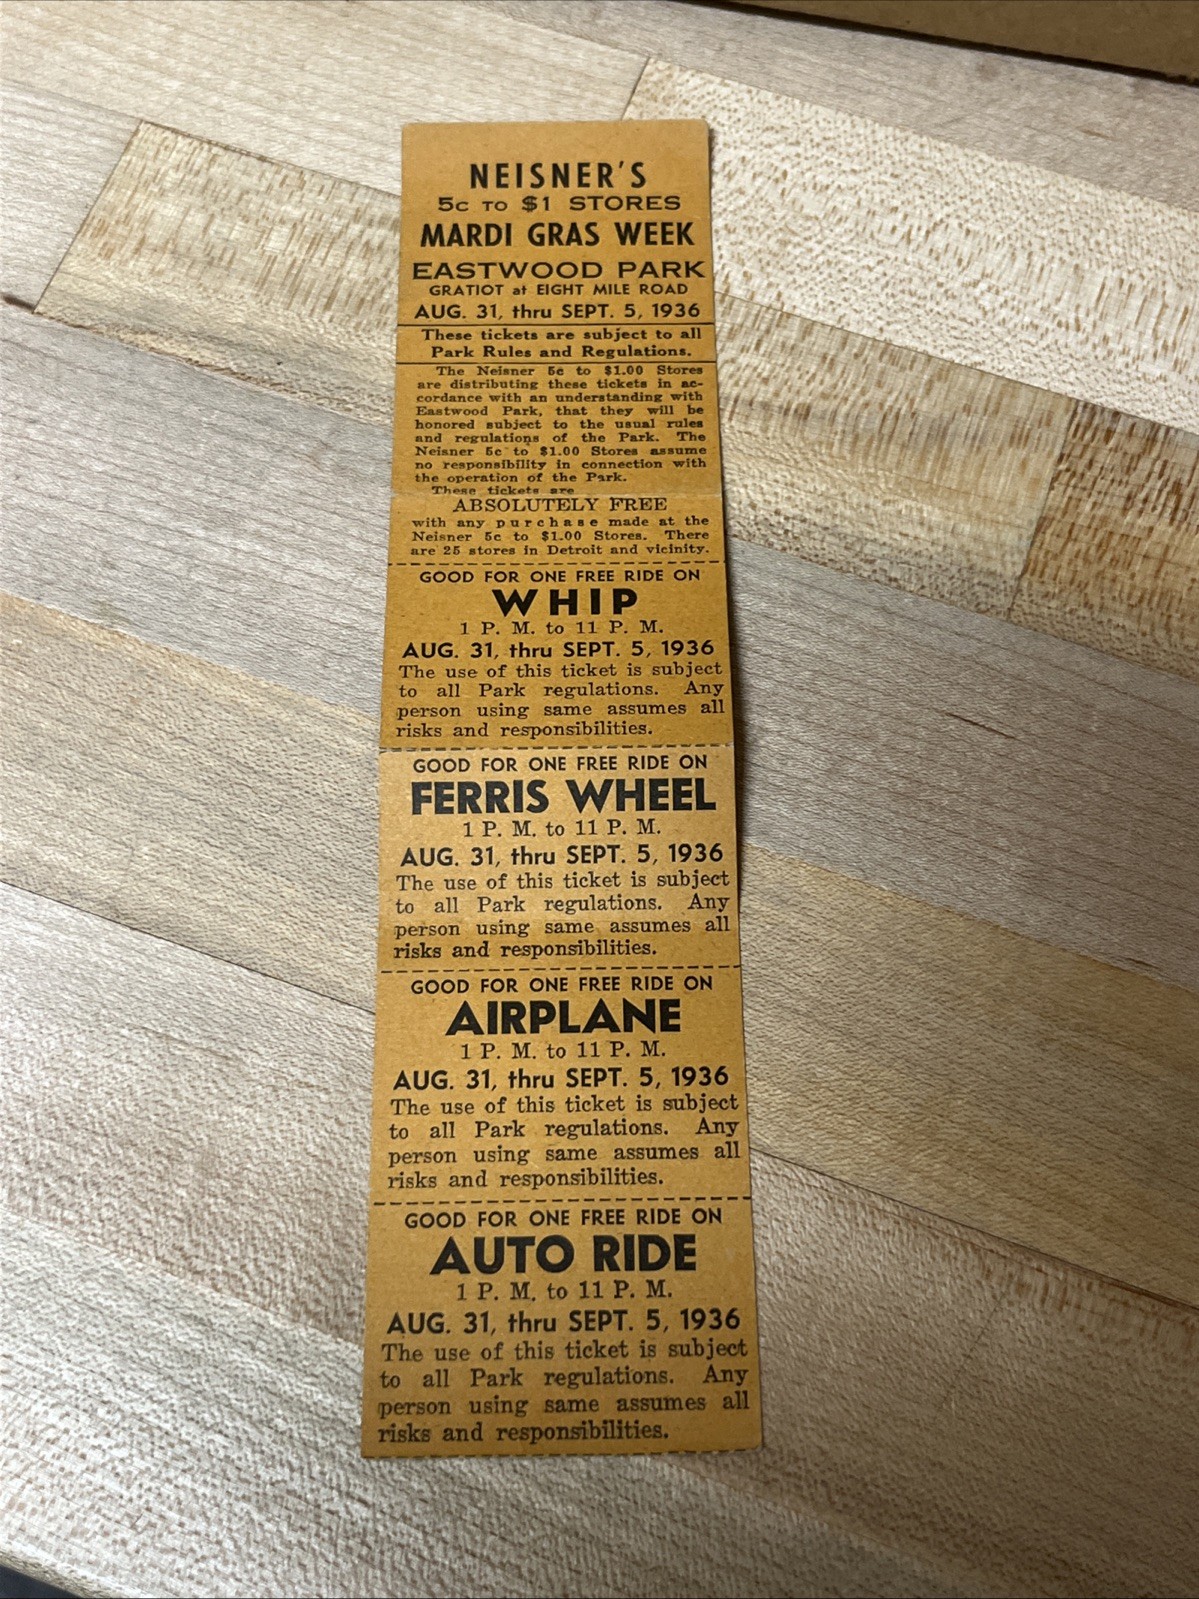 NEISNER'S
5c TO $1 STORES
MARDI GRAS WEEK
EASTWOOD PARK
GRATIOT at EIGHT MILE ROAD
AUG. 31, thru SEPT. 5, 1936
These tickets are subject to all
Park Rules and Regulations.
The Neisner 5c to $1.00 Stores
are distributing these tickets in ac-
cordance with an understanding with
Eastwood Park, that they will be
honored subject to the usual rules
and regulations of the Park. The
Neisner 5c to $1.00 Stores assume
no responsibility in connection with
the operation of the Park.
These tickets are
ABSOLUTELY FREE
with any purchase made at the
Neisner 5c to $1.00 Stores. There
are 25 stores in Detroit and vicinity.
GOOD FOR ONE FREE RIDE ON
WHIP
1 P. M. to 11 P. M.
AUG. 31, thru SEPT. 5, 1936
The use of this ticket is subject
to all Park regulations. Any
person using same assumes all
risks and responsibilities.
GOOD FOR ONE FREE RIDE ON
FERRIS WHEEL
1 P. M. to 11 P. M.
AUG. 31, thru SEPT. 5, 1936
The use of this ticket is subject
to all Park regulations. Any
person using same assumes all
risks and responsibilities.
GOOD FOR ONE FREE RIDE ON
AIRPLANE
1 P. M. to 11 P. M.
AUG. 31, thru SEPT. 5, 1936
The use of this ticket is subject
to all Park regulations. Any
person using same assumes all
risks and responsibilities.
GOOD FOR ONE FREE RIDE ON
AUTO RIDE
1 P. M. to 11 P. M.
AUG. 31, thru SEPT. 5, 1936
The use of this ticket is subject
to all Park regulations. Any
person using same assumes all
risks and responsibilities.